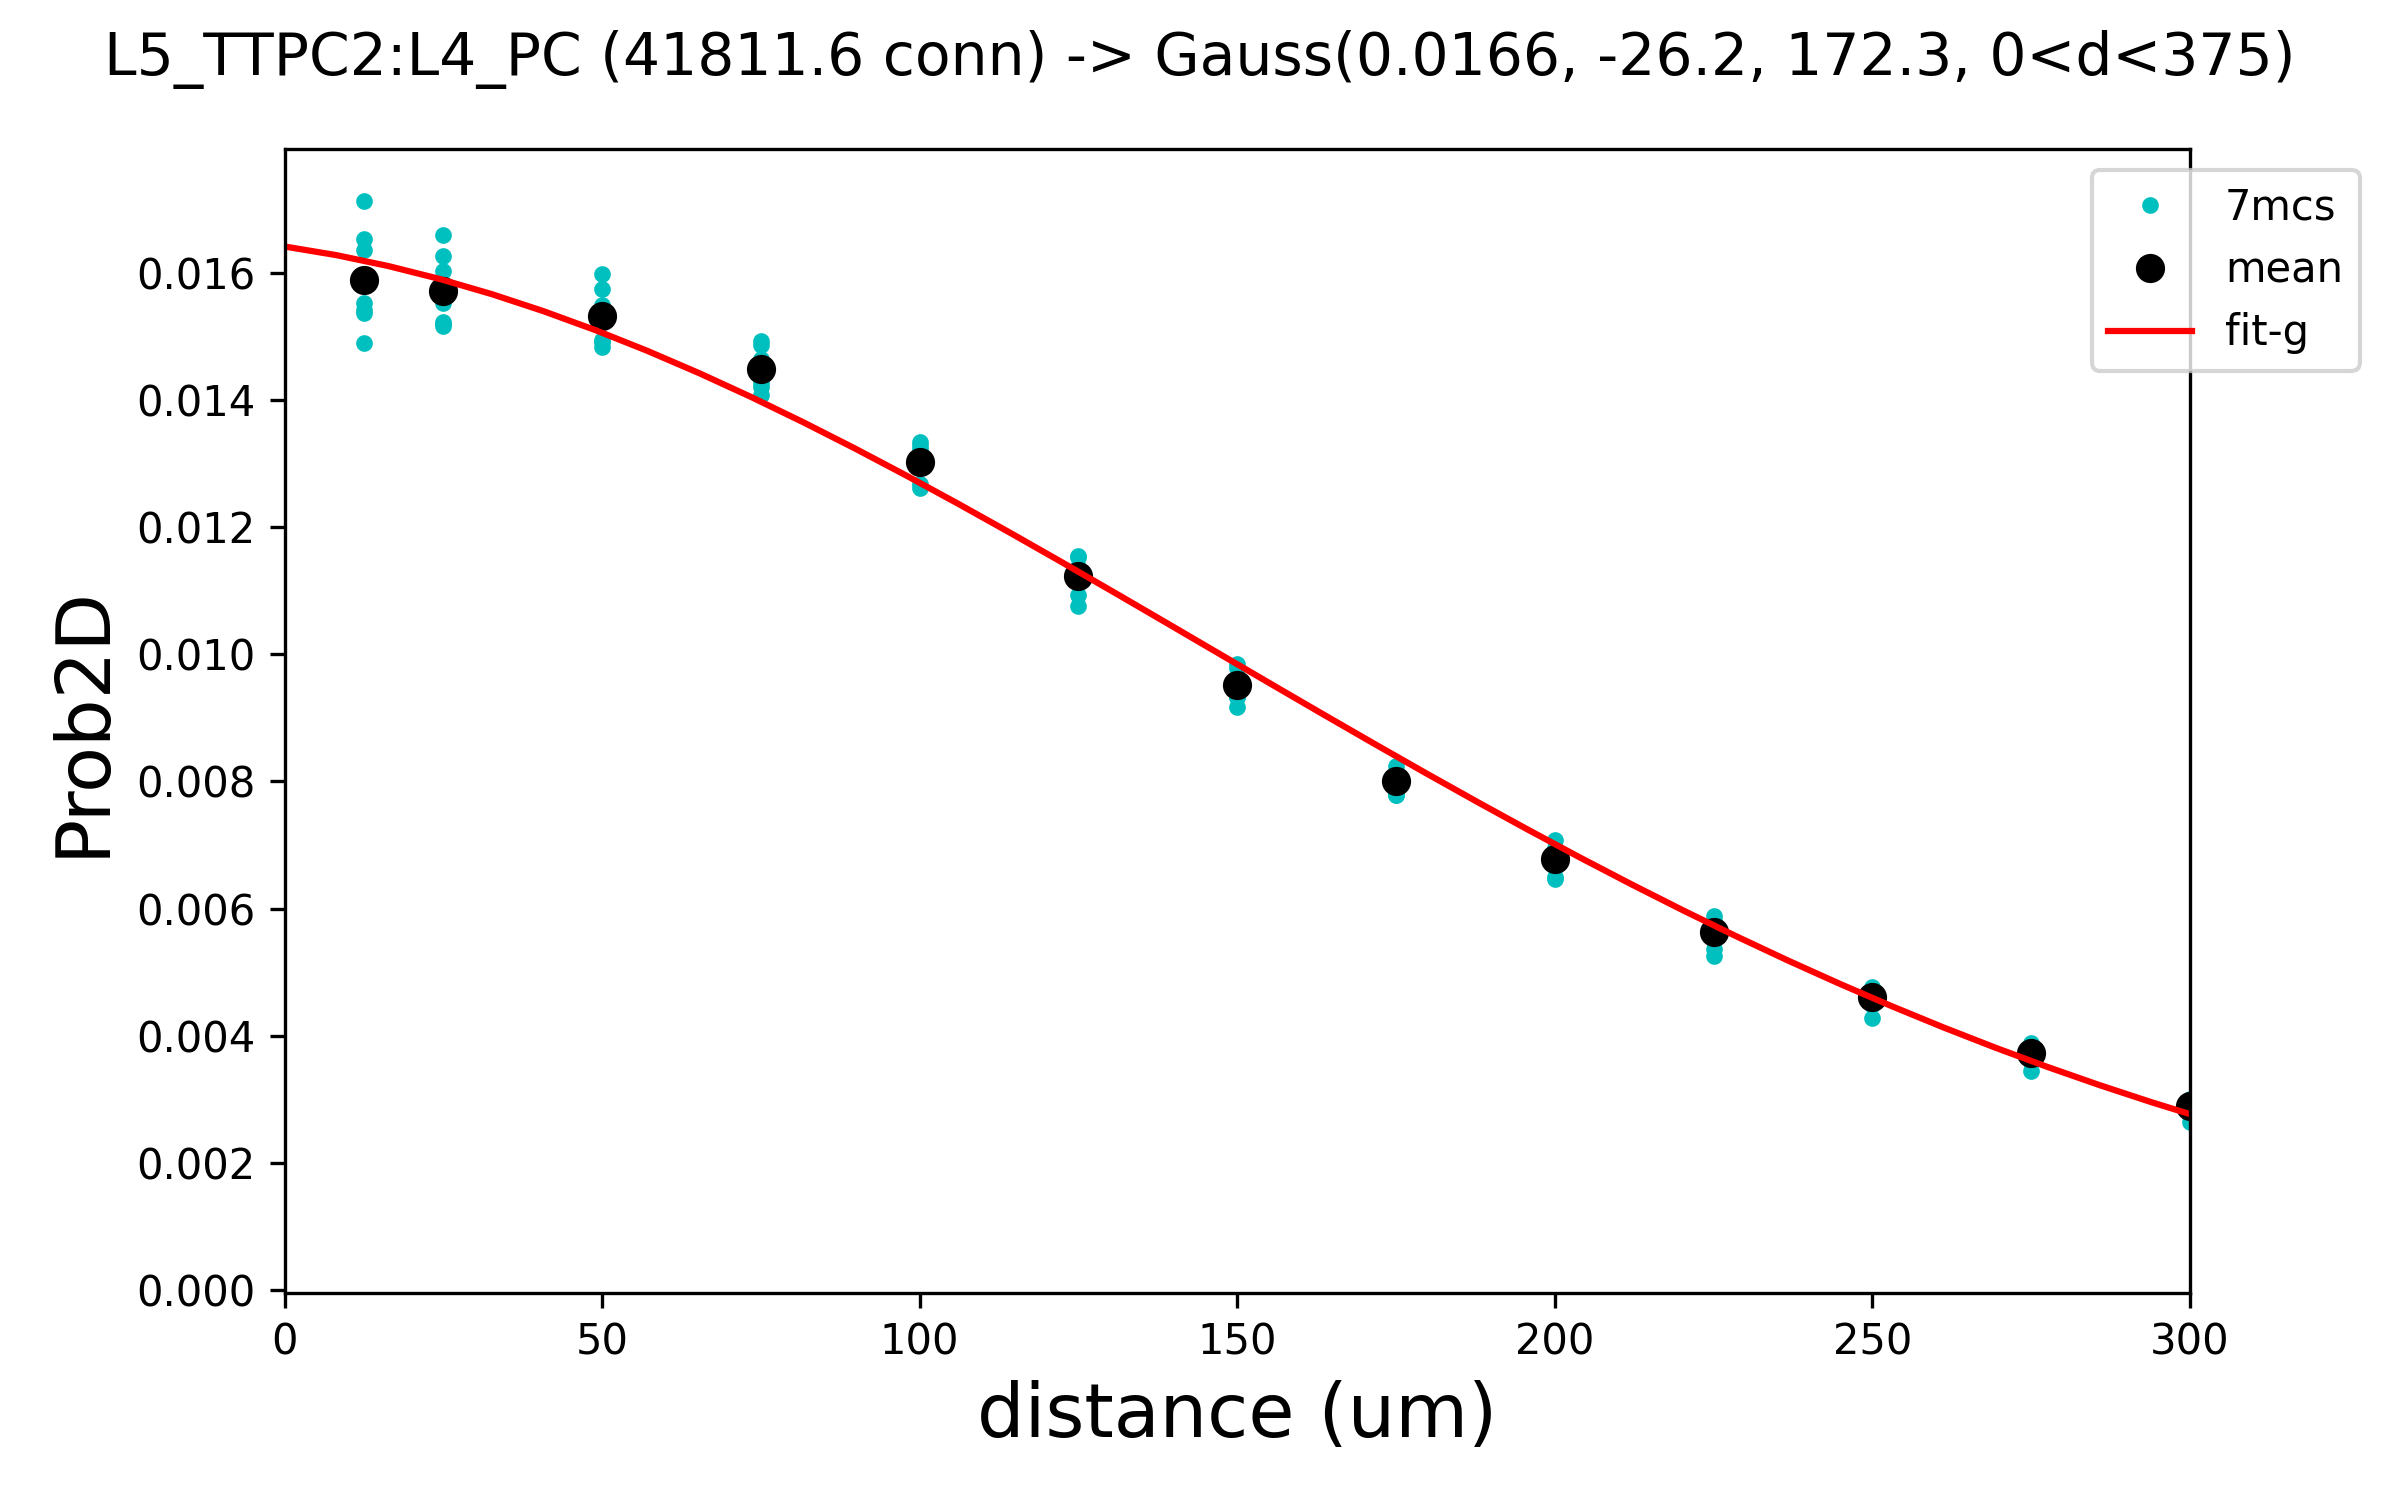 L5_TTPC2:L4_PC (41811.6 conn) -> Gauss(0.0166, -26.2, 172.3, 0<d<375)
7mcs
mean
fit-g
Prob2D
0.016
0.014
0.012
0.010
0.008
0.006
0.004
0.002
0.000
0 50 100 150 200 250 300
distance (um)